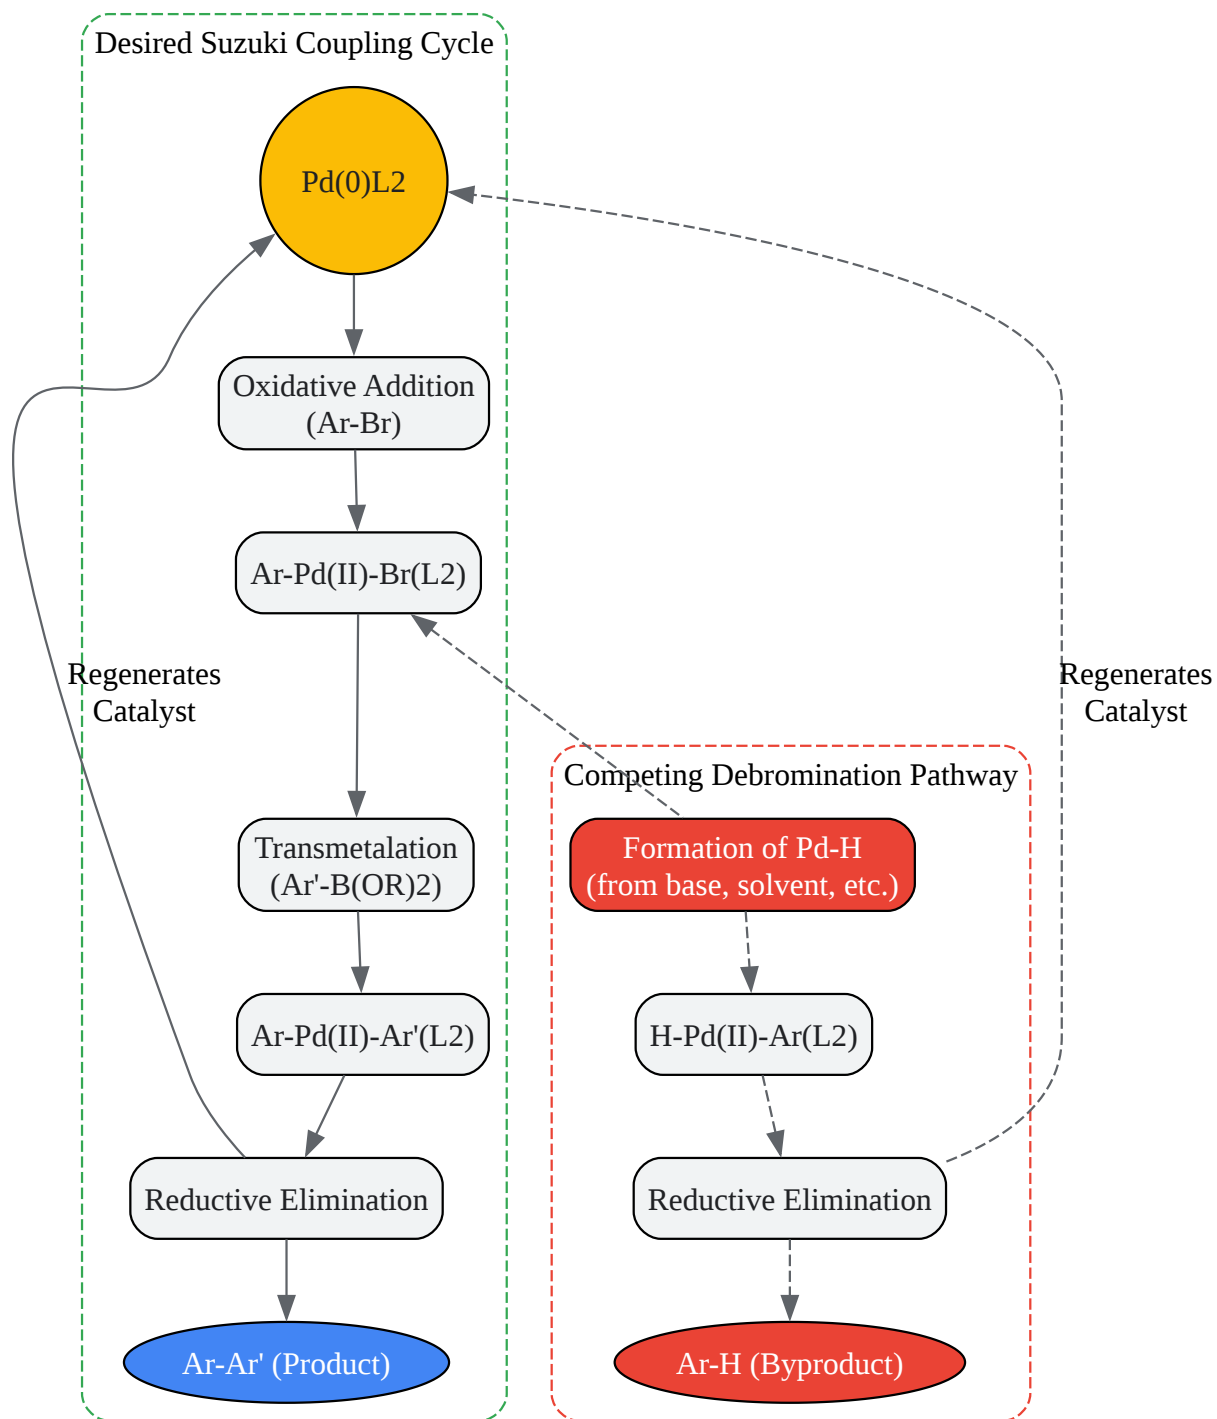 Desired Suzuki Coupling Cycle
Pd(0)L2
Oxidative Addition
(Ar-Br)
Ar-Pd(II)-Br(L2)
Regenerates
Catalyst
Transmetalation
(Ar'-B(OR)2)
Ar-Pd(II)-Ar'(L2)
Reductive Elimination
Ar-Ar' (Product)
Regenerates
Catalyst
Competing Debromination Pathway
Formation of Pd-H
(from base, solvent, etc.)
H-Pd(II)-Ar(L2)
Reductive Elimination
Ar-H (Byproduct)